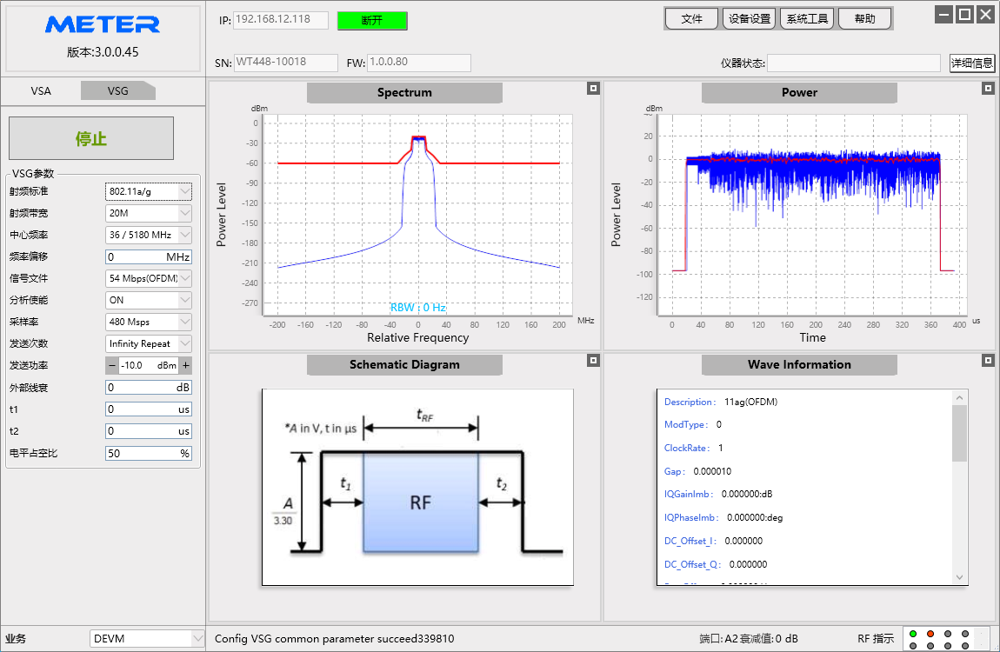 METER
版本:3.0.0.45
IP: 192.168.12.118 断开
文件 设备设置 系统工具 帮助
SN: WT448-10018 FW: 1.0.0.80
仪器状态: 详细信息
VSA VSG
停止
VSG参数
射频标准 802.11a/g
射频带宽 20M
中心频率 36 / 5180 MHz
频率偏移 0 MHz
信号文件 54 Mbps(OFDM)
分析使能 ON
采样率 480 Msps
发送次数 Infinity Repeat
发送功率 − -10.0 dBm +
外部线衰 0 dB
t1 0 us
t2 0 us
电平占空比 50 %
Spectrum
dBm
0
-30
-60
-90
-120
-150
-180
-210
-240
-270
Power Level
RBW : 0 Hz
-200 -160 -120 -80 -40 0 40 80 120 160 200 MHz
Relative Frequency
Power
dBm
40
20
0
-20
-40
-60
-80
-100
-120
Power Level
0 40 80 120 160 200 240 280 320 360 400 us
Time
Schematic Diagram
*A in V, t in μs
tRF
t1
t2
RF
A
3.30
Wave Information
Description: 11ag(OFDM)
ModType: 0
ClockRate: 1
Gap: 0.000010
IQGainImb: 0.000000:dB
IQPhaseImb: 0.000000:deg
DC_Offset_I: 0.000000
DC_Offset_Q: 0.000000
业务 DEVM
Config VSG common parameter succeed339810
端口:A2 衰减值:0 dB
RF 指示